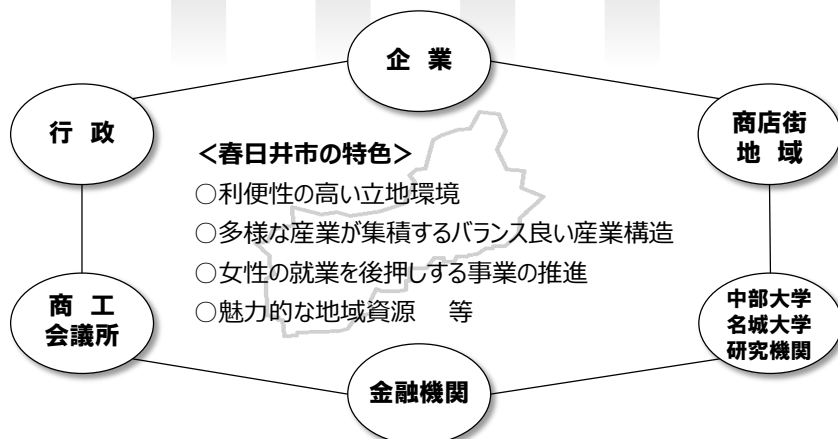 企 業
行 政
商店街
地 域
＜春日井市の特色＞
○利便性の高い立地環境
○多様な産業が集積するバランス良い産業構造
○女性の就業を後押しする事業の推進
○魅力的な地域資源　等
商 工
会議所
中部大学
名城大学
研究機関
金融機関